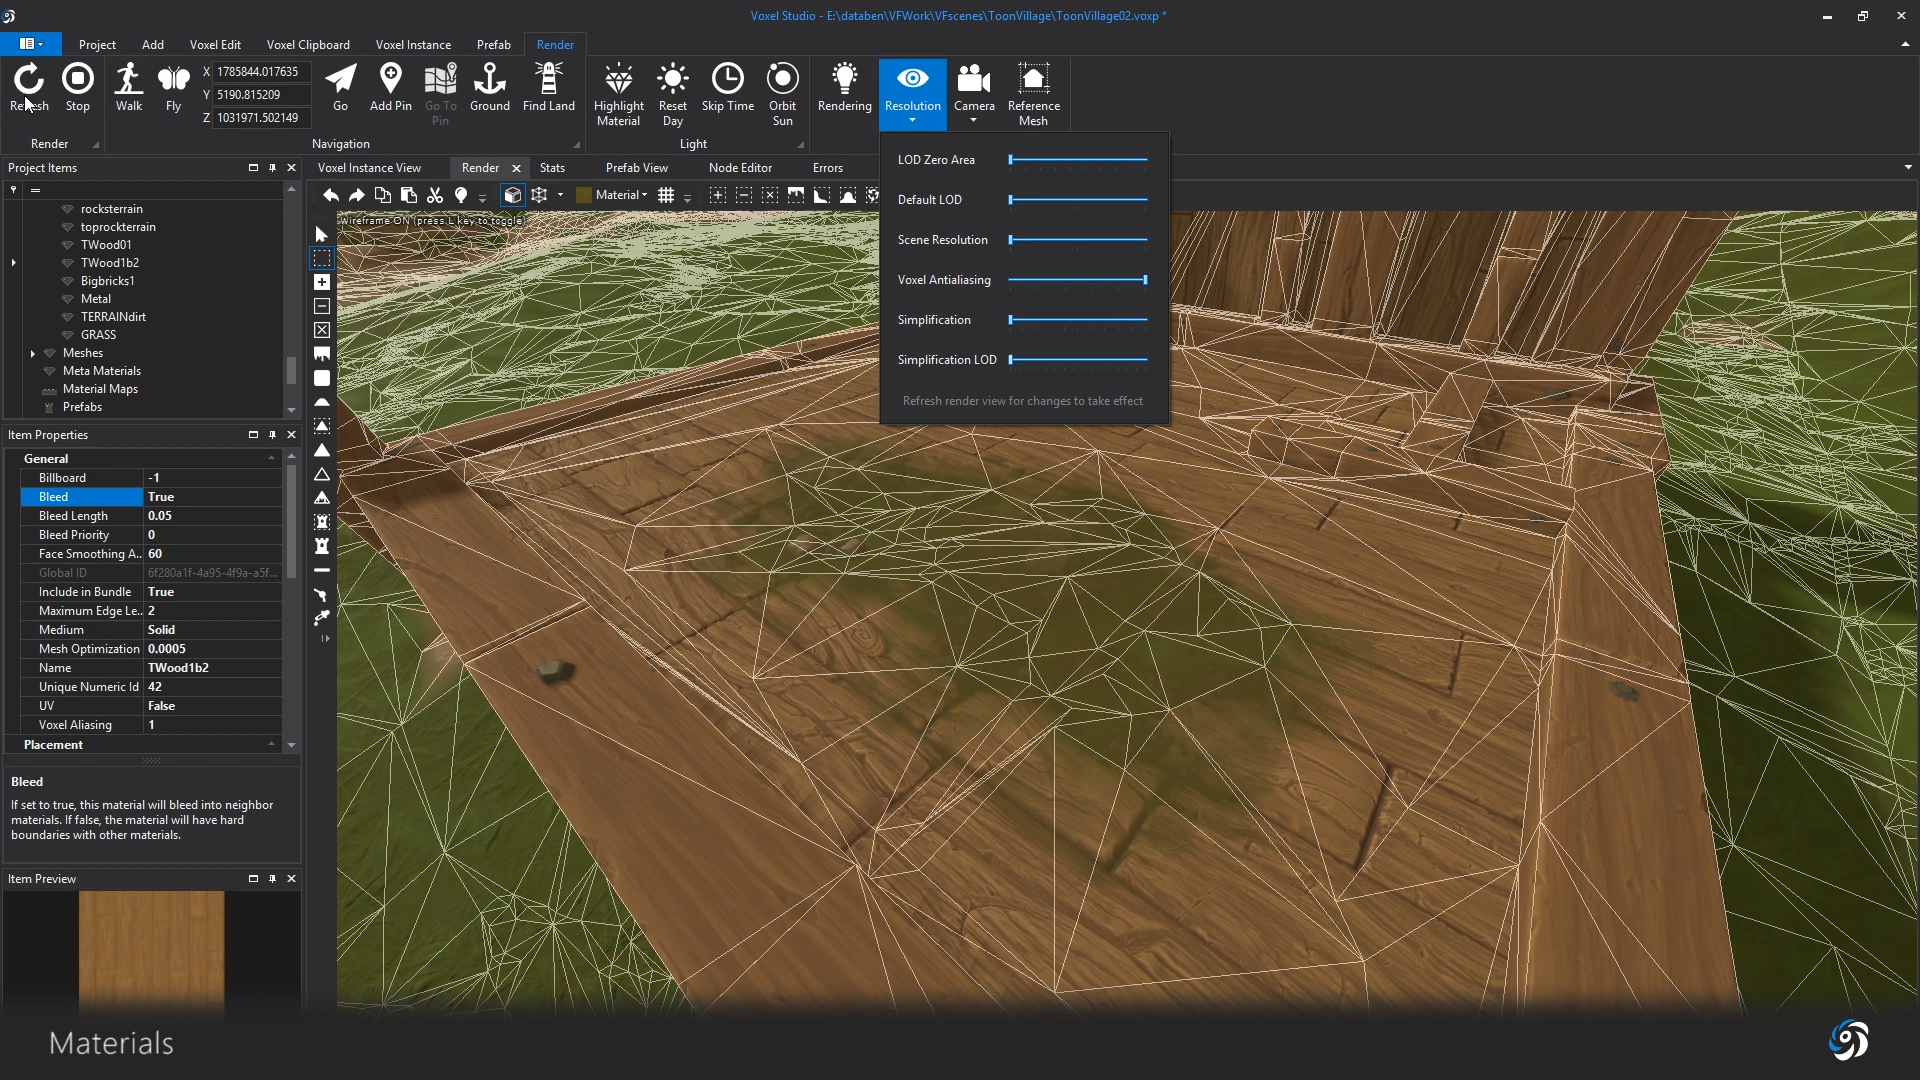 Voxel Studio - E:\databen\VFWork\VFscenes\ToonVillage\ToonVillage02.voxp *
Project
Add
Voxel Edit
Voxel Clipboard
Voxel Instance
Prefab
Render
Refresh
Stop
Walk
Fly
X 1785844.017635
Y 5190.815209
Z 1031971.502149
Go
Add Pin
Go To
Pin
Ground
Find Land
Highlight
Material
Reset
Day
Skip Time
Orbit
Sun
Rendering
Resolution
Camera
Reference
Mesh
Render
Navigation
Light
Project Items
Voxel Instance View
Render
Stats
Prefab View
Node Editor
Errors
Material
Wireframe ON (press L key to toggle)
rocksterrain
toprockterrain
TWood01
TWood1b2
Bigbricks1
Metal
TERRAINdirt
GRASS
Meshes
Meta Materials
Material Maps
Prefabs
LOD Zero Area
Default LOD
Scene Resolution
Voxel Antialiasing
Simplification
Simplification LOD
Refresh render view for changes to take effect
Item Properties
General
Billboard -1
Bleed True
Bleed Length 0.05
Bleed Priority 0
Face Smoothing A.. 60
Global ID 6f280a1f-4a95-4f9a-a5f...
Include in Bundle True
Maximum Edge Le.. 2
Medium Solid
Mesh Optimization 0.0005
Name TWood1b2
Unique Numeric Id 42
UV False
Voxel Aliasing 1
Placement
Bleed
If set to true, this material will bleed into neighbor
materials. If false, the material will have hard
boundaries with other materials.
Item Preview
Materials